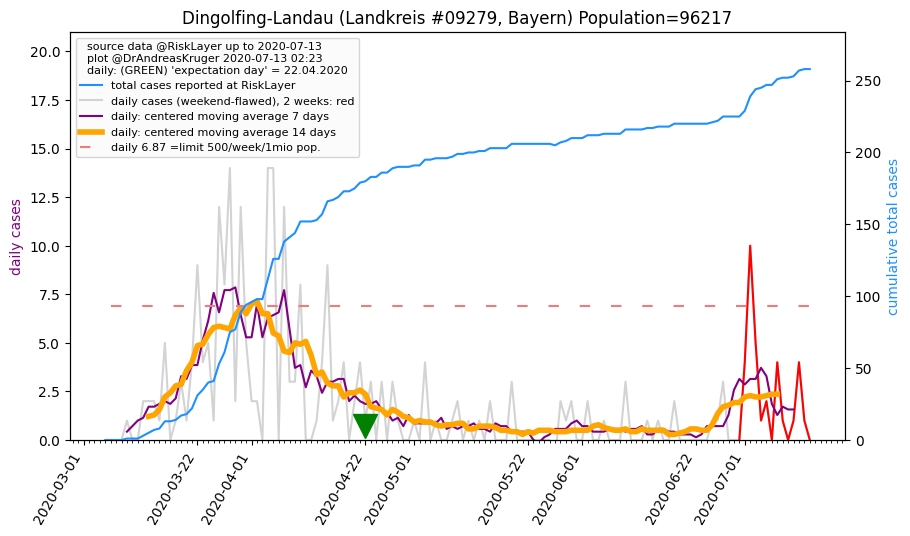 Dingolfing-Landau (Landkreis #09279, Bayern) Population=96217
source data @RiskLayer up to 2020-07-13
plot @DrAndreasKruger 2020-07-13 02:23
daily: (GREEN) 'expectation day' = 22.04.2020
total cases reported at RiskLayer
daily cases (weekend-flawed), 2 weeks: red
daily: centered moving average 7 days
daily: centered moving average 14 days
daily 6.87 =limit 500/week/1mio pop.
daily cases
20.0
17.5
15.0
12.5
10.0
7.5
5.0
2.5
0.0
cumulative total cases
250
200
150
100
50
0
2020-03-01
2020-03-22
2020-04-01
2020-04-22
2020-05-01
2020-05-22
2020-06-01
2020-06-22
2020-07-01